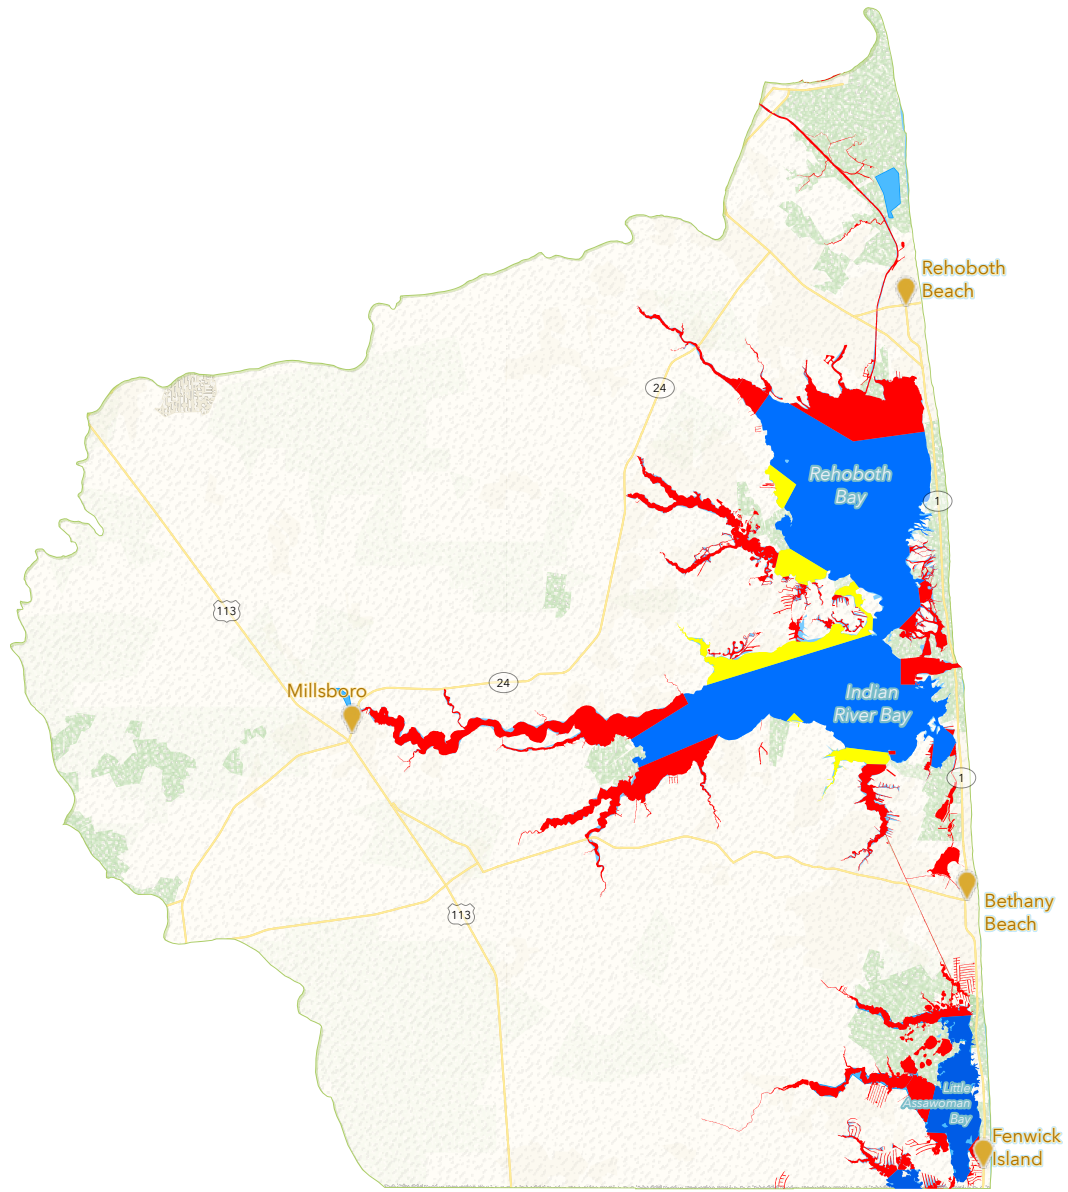 Rehoboth
Beach
24
Rehoboth
Bay
1
113
24
Millsboro
Indian
River Bay
1
Bethany
Beach
113
Little
Assawoman
Bay
Fenwick
Island